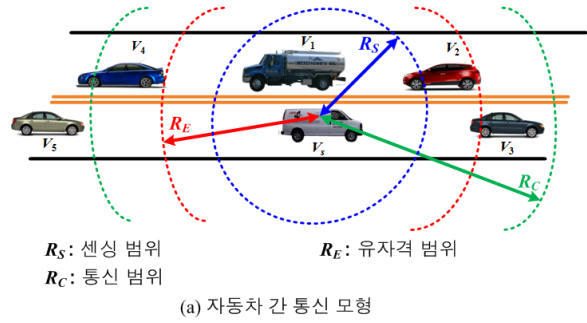 V4 V1 RS V2
RE
V5 Vs V3
RC
RS: 센싱 범위 RE: 유자격 범위
RC: 통신 범위
(a) 자동차 간 통신 모형